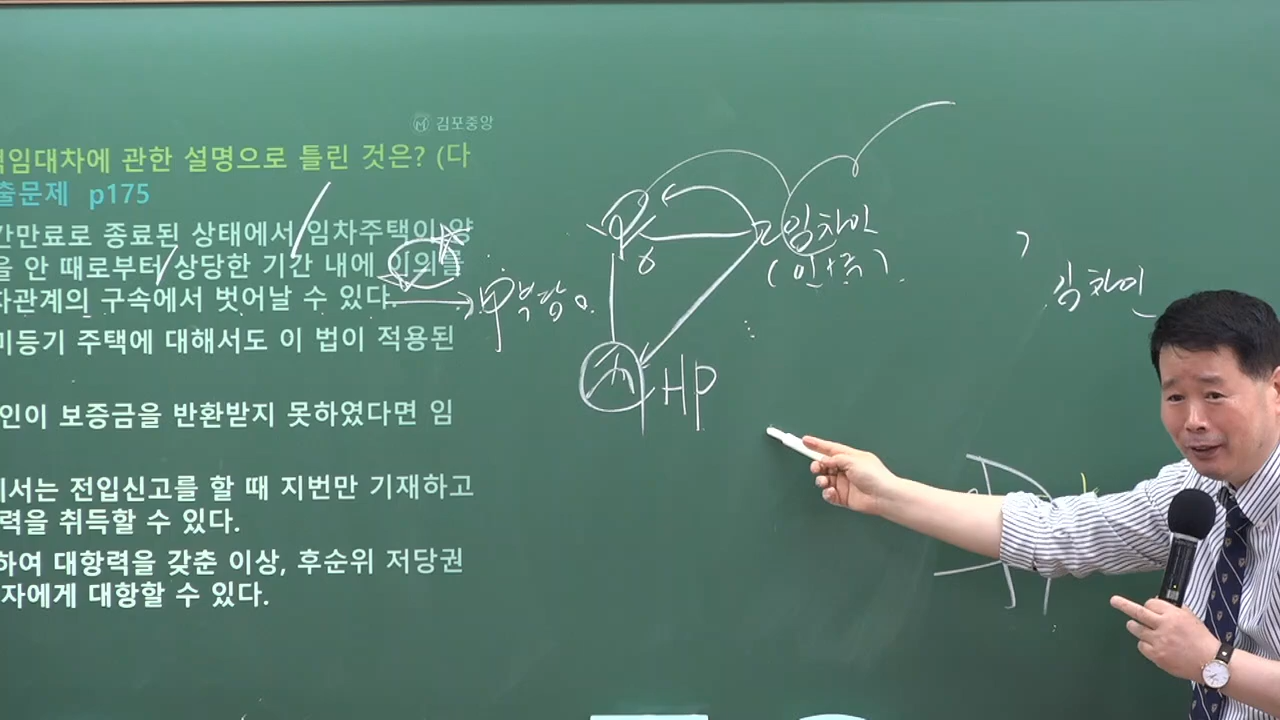 김포중앙
임대차에 관한 설명으로 틀린 것은? (다
출문제 p175
간만료로 종료된 상태에서 임차주택이 양
을 안 때로부터 상당한 기간 내에 이의를
차관계의 구속에서 벗어날 수 있다.
미등기 주택에 대해서도 이 법이 적용된
인이 보증금을 반환받지 못하였다면 임
에서는 전입신고를 할 때 지번만 기재하고
력을 취득할 수 있다.
하여 대항력을 갖춘 이상, 후순위 저당권
자에게 대항할 수 있다.
甲
乙 임차인
(인+주)
임차인
甲부담
HP